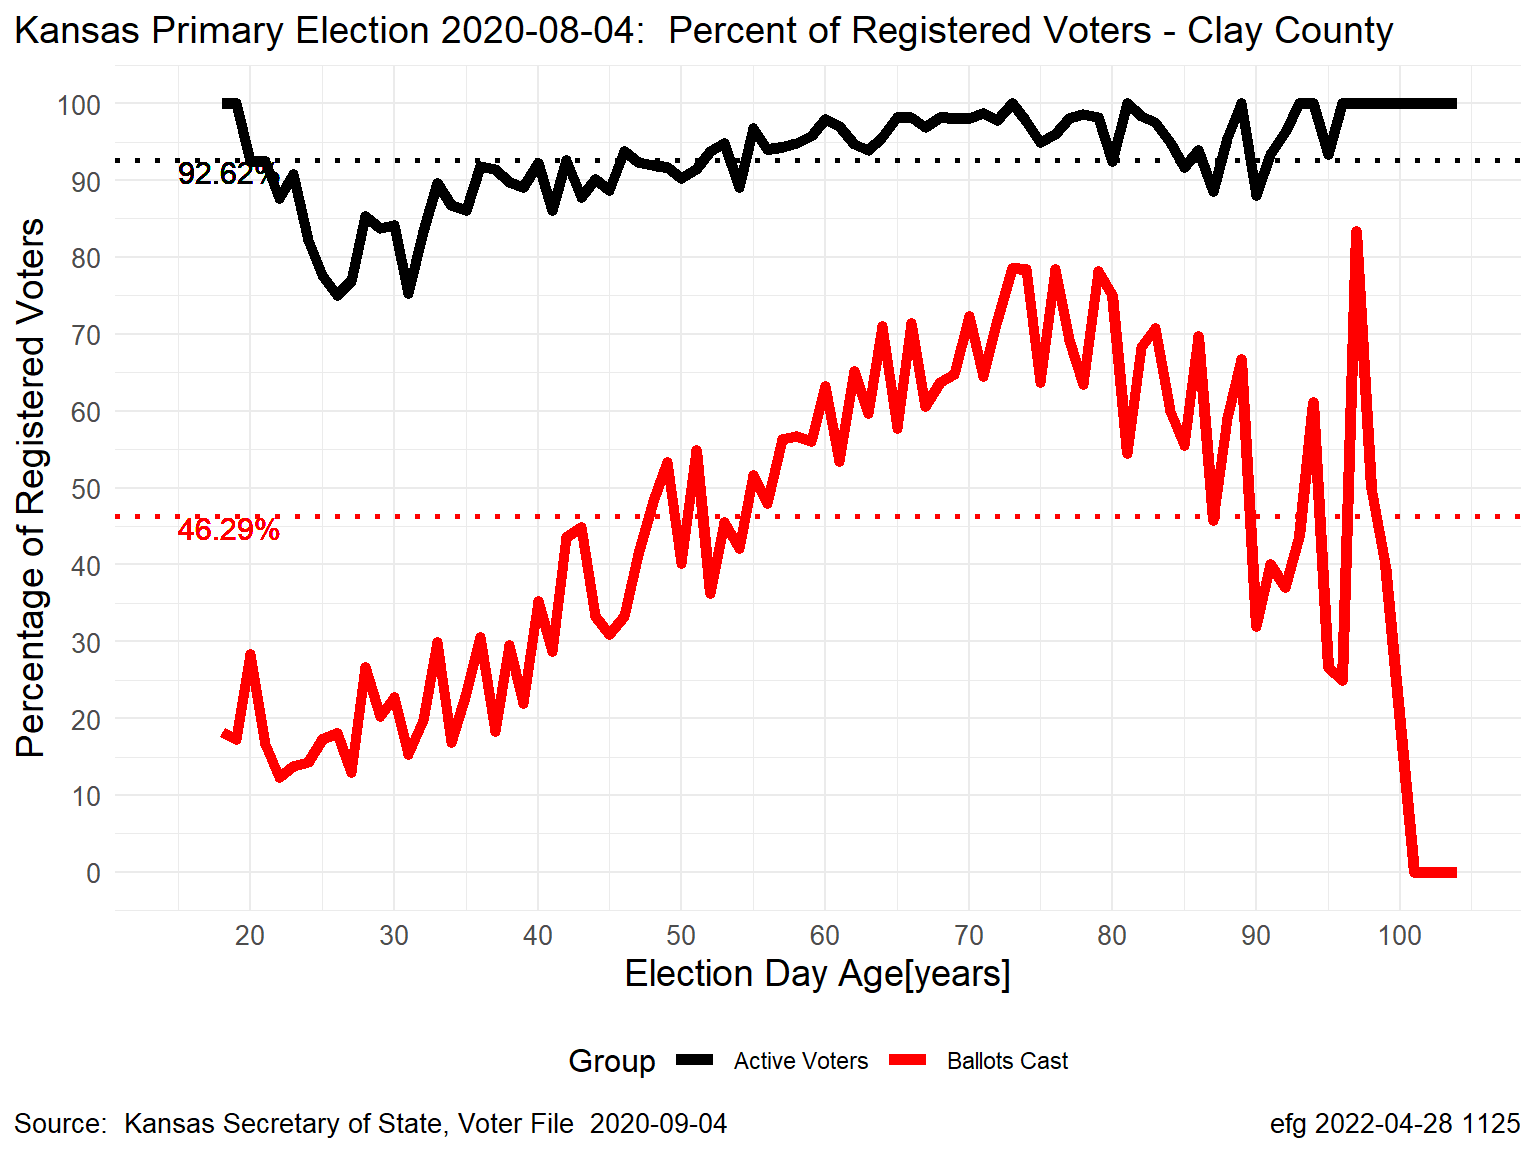 Kansas Primary Election 2020-08-04:  Percent of Registered Voters - Clay County
Percentage of Registered Voters
100
90
80
70
60
50
40
30
20
10
0
92.62%
46.29%
20 30 40 50 60 70 80 90 100
Election Day Age[years]
Group Active Voters Ballots Cast
Source:  Kansas Secretary of State, Voter File  2020-09-04
efg 2022-04-28 1125